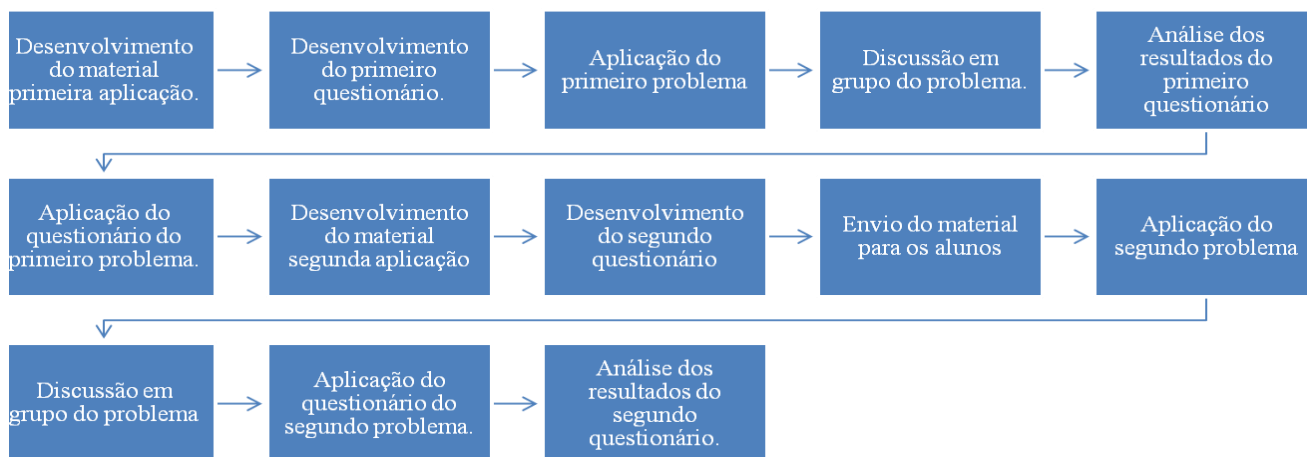 Desenvolvimento
do material
primeira aplicação.
Desenvolvimento
do primeiro
questionário.
Aplicação do
primeiro problema
Discussão em
grupo do problema.
Análise dos
resultados do
primeiro
questionário
Aplicação do
questionário do
primeiro problema.
Desenvolvimento
do material
segunda aplicação
Desenvolvimento
do segundo
questionário
Envio do material
para os alunos
Aplicação do
segundo problema
Discussão em
grupo do problema
Aplicação do
questionário do
segundo problema.
Análise dos
resultados do
segundo
questionário.